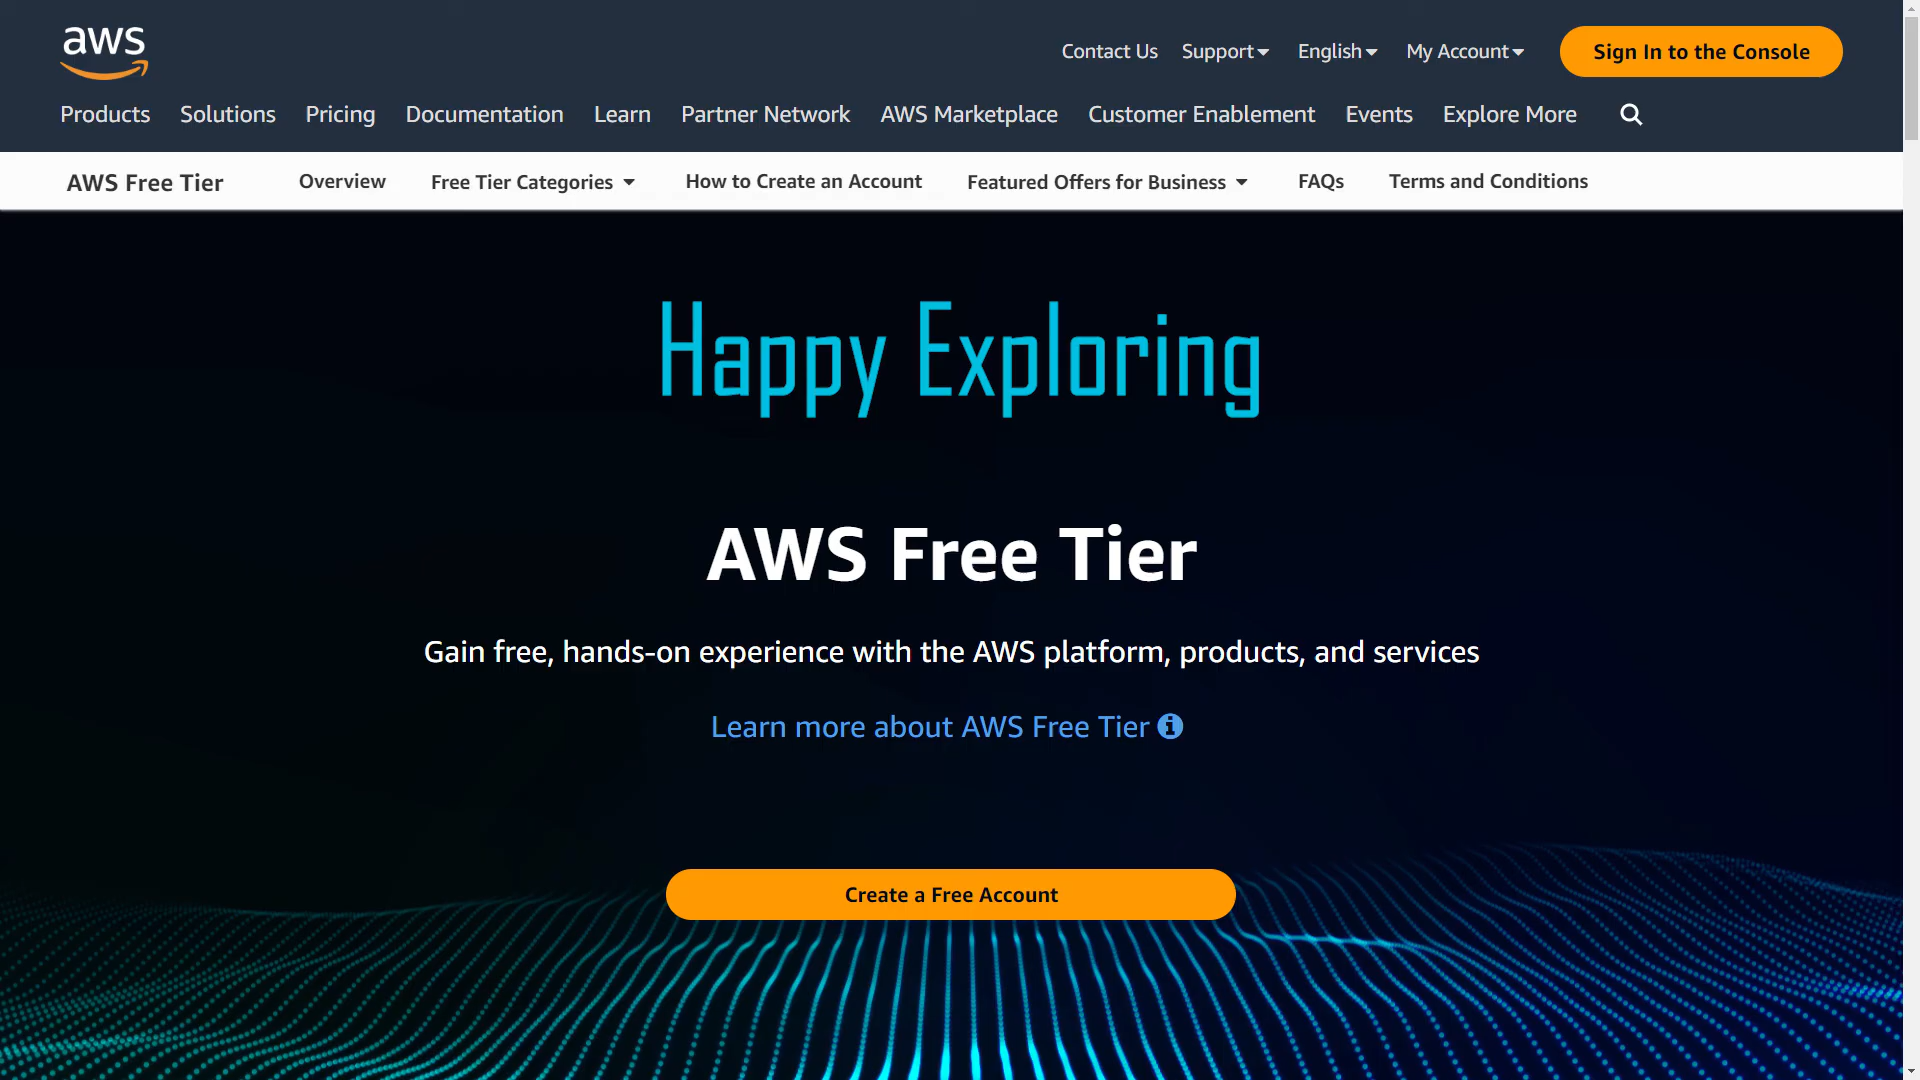 aws
Contact Us Support English My Account Sign In to the Console
Products Solutions Pricing Documentation Learn Partner Network AWS Marketplace Customer Enablement Events Explore More
AWS Free Tier Overview Free Tier Categories How to Create an Account Featured Offers for Business FAQs Terms and Conditions
Happy Exploring
AWS Free Tier
Gain free, hands-on experience with the AWS platform, products, and services
Learn more about AWS Free Tier
Create a Free Account